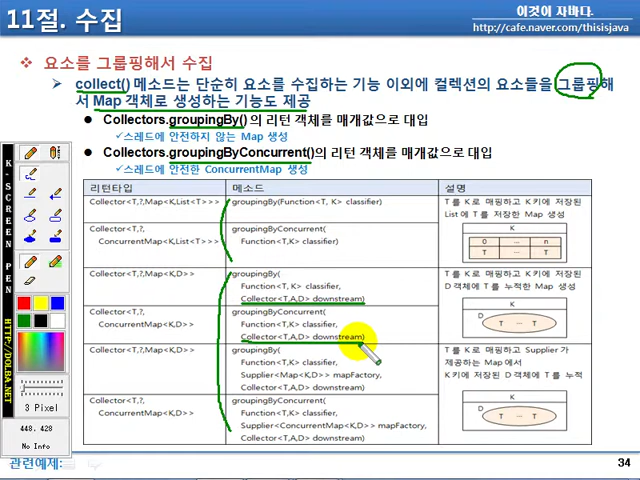 11절. 수집
이것이 자바다.
http://cafe.naver.com/thisisjava
❖ 요소를 그룹핑해서 수집
➢ collect() 메소드는 단순히 요소를 수집하는 기능 이외에 컬렉션의 요소들을 그룹핑해
서 Map 객체로 생성하는 기능도 제공
● Collectors.groupingBy()의 리턴 객체를 매개값으로 대입
✓스레드에 안전하지 않는 Map 생성
● Collectors.groupingByConcurrent()의 리턴 객체를 매개값으로 대입
✓스레드에 안전한 ConcurrentMap 생성
리턴타입 메소드 설명
Collector<T,?,Map<K,List<T>>> groupingBy(Function<T, K> classifier) T를 K로 매핑하고 K키에 저장된
List에 T를 저장한 Map 생성
K
0 ... n
T ... T
Collector<T,?, groupingByConcurrent(
ConcurrentMap<K,List<T>>> Function<T,K> classifier)
Collector<T,?,Map<K,D>> groupingBy( T를 K로 매핑하고 K키에 저장된
Function<T, K> classifier, D객체에 T를 누적한 Map 생성
Collector<T,A,D> downstream)
K
D
T ... T
Collector<T,?, groupingByConcurrent(
ConcurrentMap<K,D>> Function<T,K> classifier,
Collector<T,A,D> downstream)
Collector<T,?,Map<K,D>> groupingBy( T를 K로 매핑하고 Supplier가
Function<T,K> classifier, 제공하는 Map에서
Supplier<Map<K,D>> mapFactory, K키에 저장된 D객체에 T를 누적
Collector<T,A,D> downstream)
K
D
T ... T
Collector<T,?, groupingByConcurrent(
ConcurrentMap<K,D>> Function<T,K> classifier,
Supplier<ConcurrentMap<K,D>> mapFactory,
Collector<T,A,D> downstream)
관련예제:
34
K-SCREEN PEN
HTTP://DOLBA.NET
3 Pixel
448, 428
No Info